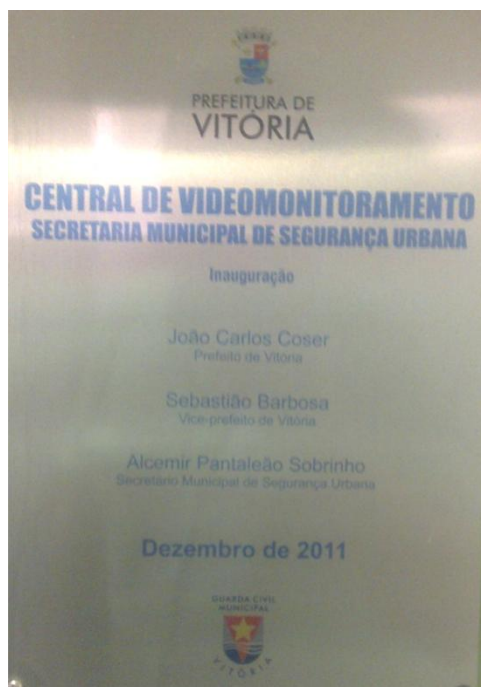 PREFEITURA DE
VITÓRIA
CENTRAL DE VIDEOMONITORAMENTO
SECRETARIA MUNICIPAL DE SEGURANÇA URBANA
Inauguração
João Carlos Coser
Prefeito de Vitória
Sebastião Barbosa
Vice-prefeito de Vitória
Alcemir Pantaleão Sobrinho
Secretário Municipal de Segurança Urbana
Dezembro de 2011
GUARDA CIVIL
MUNICIPAL
VITÓRIA